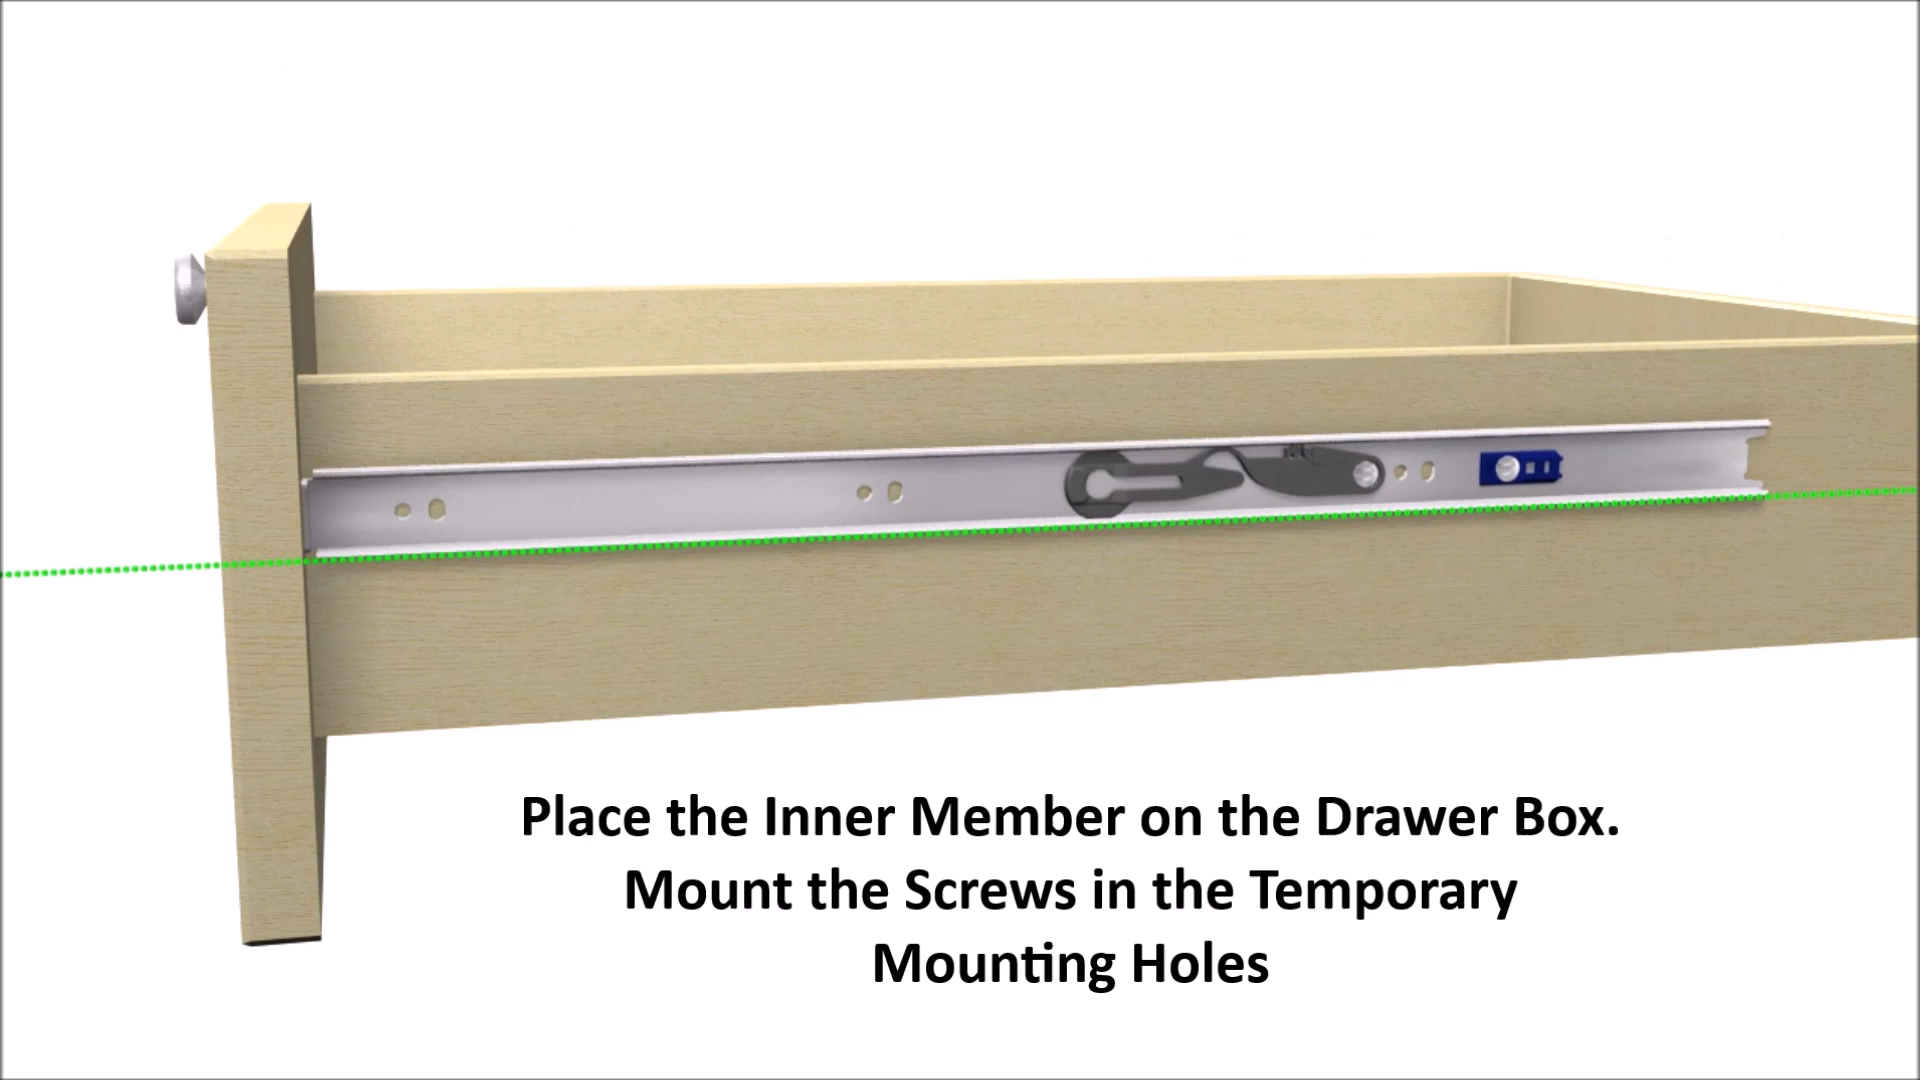 Place the Inner Member on the Drawer Box.
Mount the Screws in the Temporary
Mounting Holes